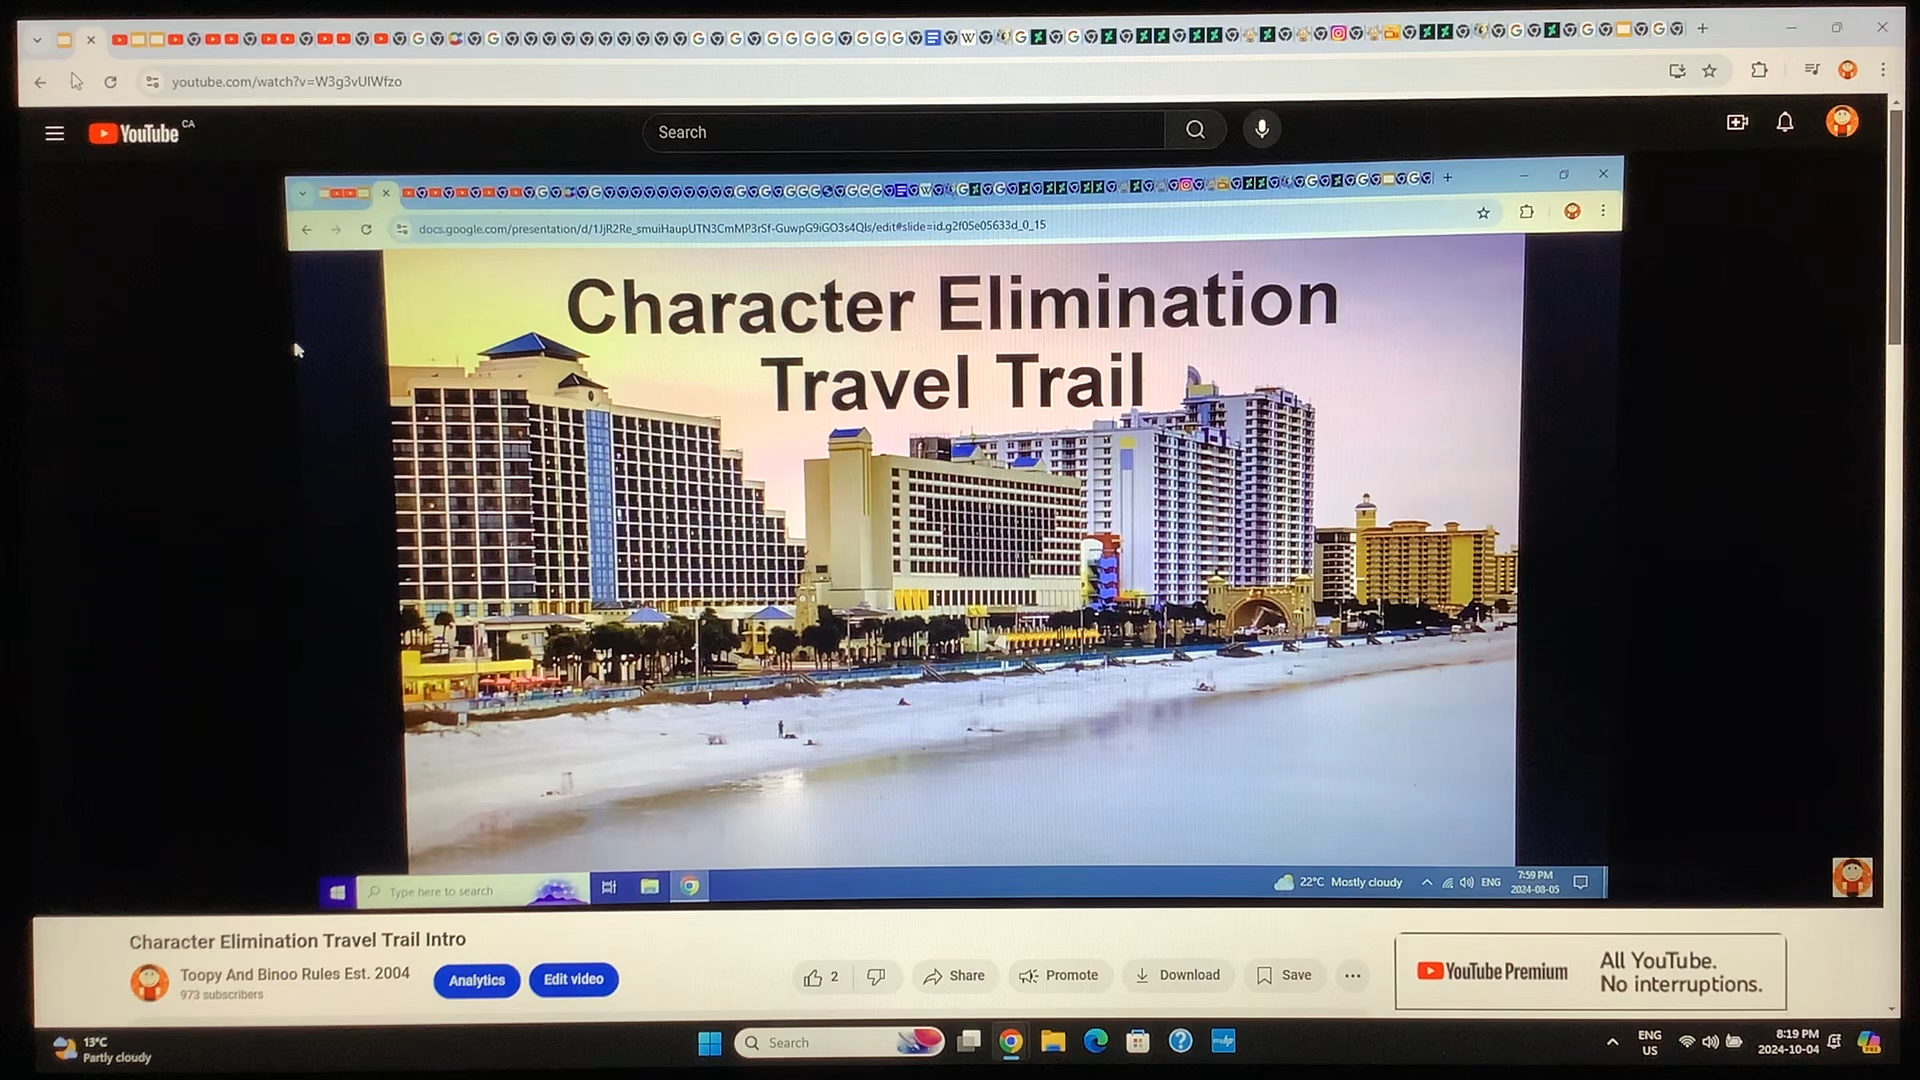 youtube.com/watch?v=W3g3vUlWfzo
YouTube CA
Search
docs.google.com/presentation/d/1JjR2Re_smuiHaupUTN3CmMP3rSf-GuwpG9iGO3s4Qls/edit#slide=id.g2f05e05633d_0_15
Character Elimination
Travel Trail
Type here to search
22°C Mostly cloudy
ENG
7:59 PM
2024-08-05
Character Elimination Travel Trail Intro
Toopy And Binoo Rules Est. 2004
973 subscribers
Analytics
Edit video
2
Share
Promote
Download
Save
YouTube Premium
All YouTube.
No interruptions.
13°C
Partly cloudy
Search
ENG
US
8:19 PM
2024-10-04